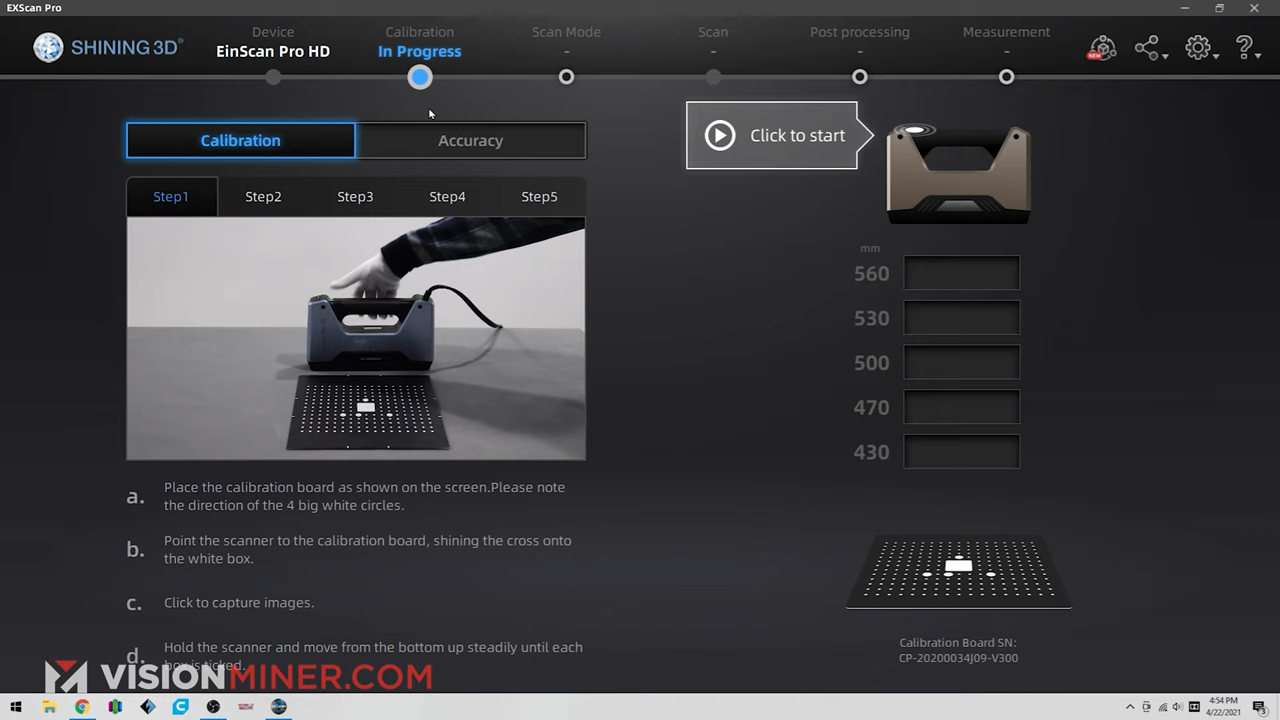 EXScan Pro
SHINING 3D®
Device
EinScan Pro HD
Calibration
In Progress
Scan Mode
-
Scan
-
Post processing
-
Measurement
-
NEW
Calibration
Accuracy
Step1
Step2
Step3
Step4
Step5
a. Place the calibration board as shown on the screen.Please note
the direction of the 4 big white circles.
b. Point the scanner to the calibration board, shining the cross onto
the white box.
c. Click to capture images.
d. Hold the scanner and move from the bottom up steadily until each
box is ticked.
Click to start
mm
560
530
500
470
430
Calibration Board SN:
CP-20200034J09-V300
VISIONMINER.COM
4:54 PM
4/22/2021